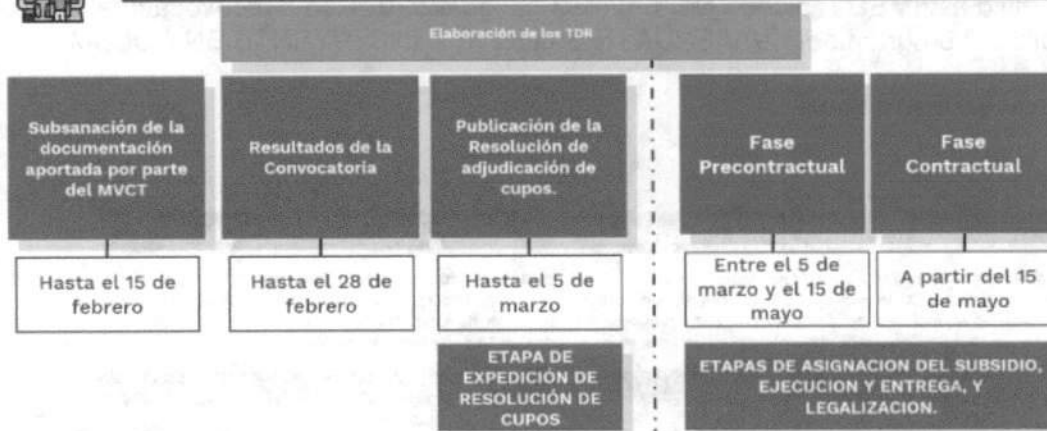 Elaboración de los TDR
Subsanación de la
documentación
aportada por parte
del MVCT
Resultados de la
Convocatoria
Publicación de la
Resolución de
adjudicación de
cupos.
Fase
Precontractual
Fase
Contractual
Hasta el 15 de
febrero
Hasta el 28 de
febrero
Hasta el 5 de
marzo
Entre el 5 de
marzo y el 15 de
mayo
A partir del 15
de mayo
ETAPA DE
EXPEDICIÓN DE
RESOLUCIÓN DE
CUPOS
ETAPAS DE ASIGNACION DEL SUBSIDIO,
EJECUCION Y ENTREGA, Y
LEGALIZACION.